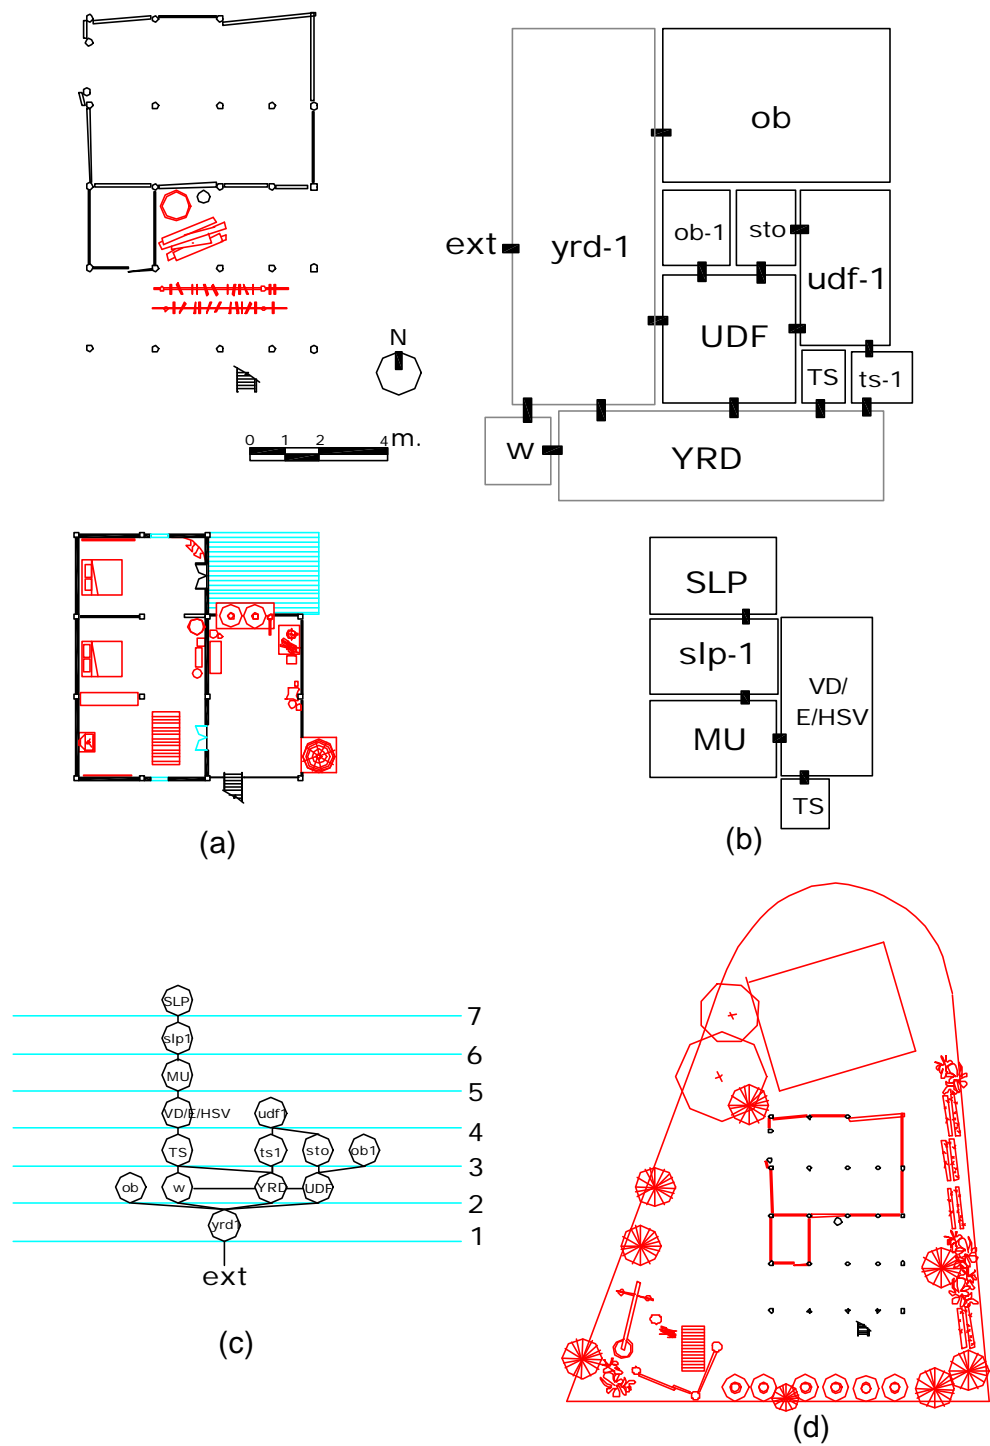 N
0 1 2 4 m.
ob
ob-1
sto
ext
yrd-1
udf-1
UDF
TS
ts-1
w
YRD
SLP
slp-1
VD/
E/HSV
MU
TS
(a)
(b)
SLP
7
slp1
6
MU
5
VD/E/HSV
udf1
4
TS
ts1
sto
ob1
3
ob
w
YRD
UDF
2
yrd1
1
ext
(c)
(d)